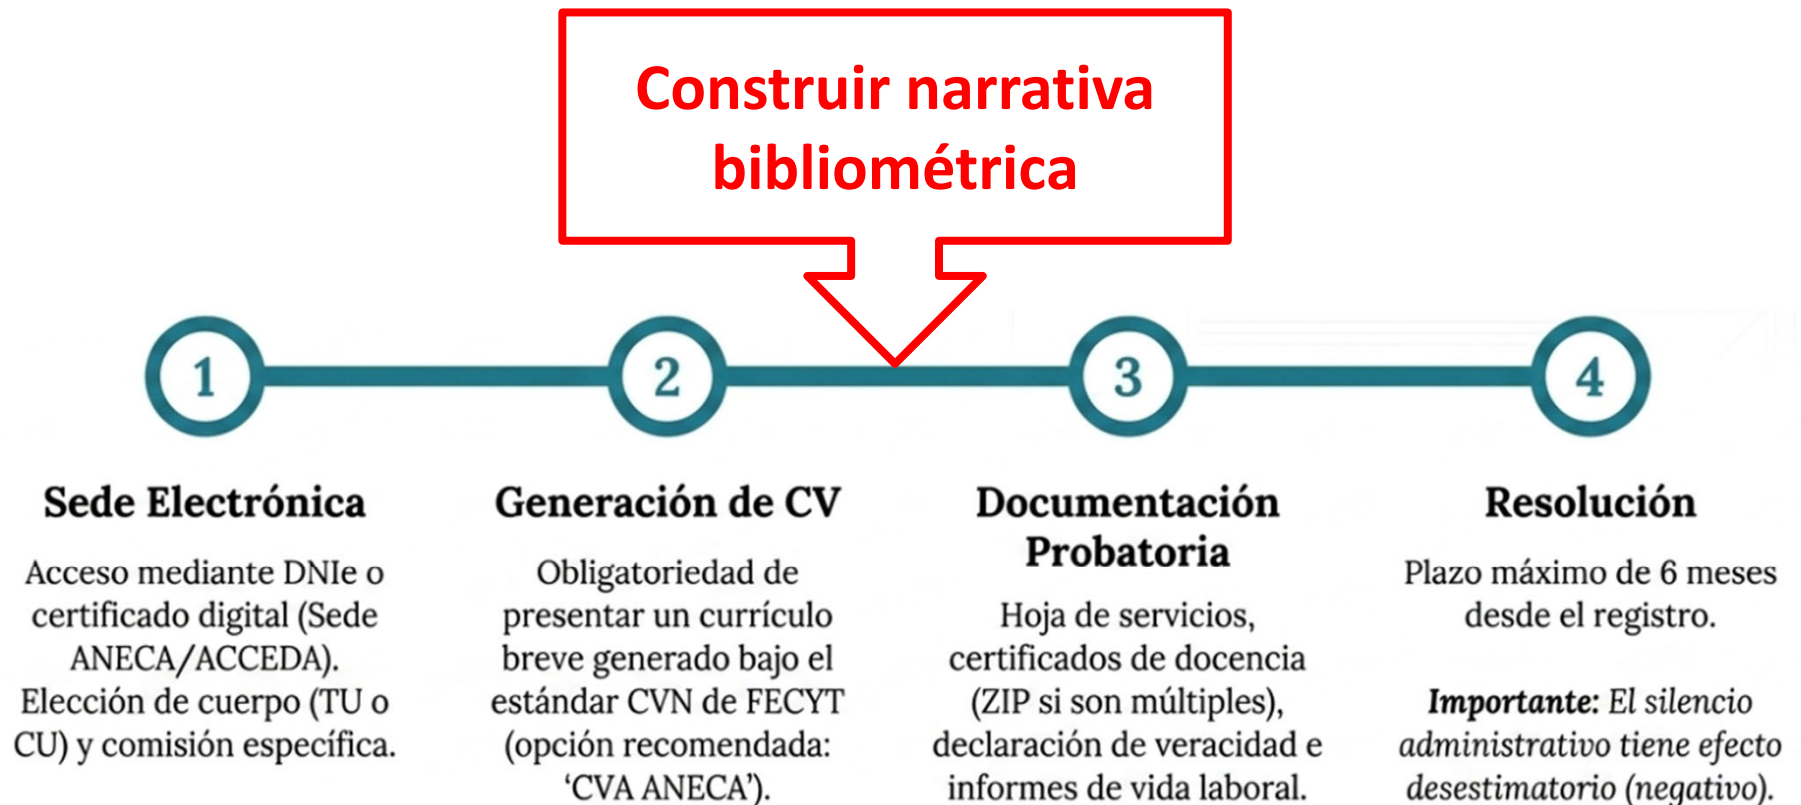 Construir narrativa
bibliométrica
1
2
3
4
Sede Electrónica
Acceso mediante DNIe o
certificado digital (Sede
ANECA/ACCEDA).
Elección de cuerpo (TU o
CU) y comisión específica.
Generación de CV
Obligatoriedad de
presentar un currículo
breve generado bajo el
estándar CVN de FECYT
(opción recomendada:
‘CVA ANECA’).
Documentación
Probatoria
Hoja de servicios,
certificados de docencia
(ZIP si son múltiples),
declaración de veracidad e
informes de vida laboral.
Resolución
Plazo máximo de 6 meses
desde el registro.
Importante: El silencio
administrativo tiene efecto
desestimatorio (negativo).